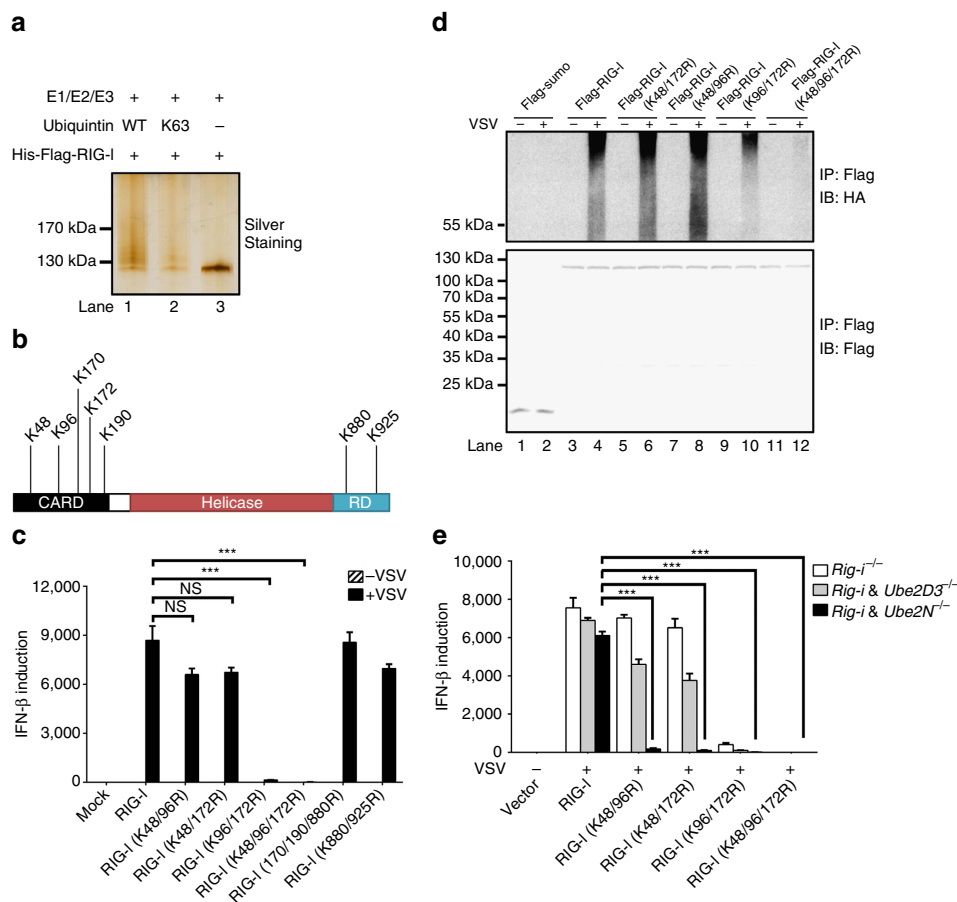 a
E1/E2/E3 + + +
Ubiquintin WT K63 –
His-Flag-RIG-I + + +
170 kDa
130 kDa
Silver
Staining
Lane 1 2 3
b
K48
K96
K170
K172
K190
K880
K925
CARD
Helicase
RD
c
IFN-β induction
12,000
9,000
6,000
3,000
0
***
***
NS
NS
–VSV
+VSV
Mock
RIG-I
RIG-I (K48/96R)
RIG-I (K48/172R)
RIG-I (K96/172R)
RIG-I (K48/96/172R)
RIG-I (170/190/880R)
RIG-I (K880/925R)
d
Flag-sumo
Flag-RIG-I
Flag-RIG-I
(K48/172R)
Flag-RIG-I
(k48/96R)
Flag-RIG-I
(K96/172R)
Flag-RIG-I
(K48/96/172R)
VSV – + – + – + – + – + – +
55 kDa
IP: Flag
IB: HA
130 kDa
100 kDa
70 kDa
55 kDa
40 kDa
35 kDa
25 kDa
IP: Flag
IB: Flag
Lane 1 2 3 4 5 6 7 8 9 10 11 12
e
IFN-β induction
10,000
8,000
6,000
4,000
2,000
0
***
***
***
***
Rig-i–/–
Rig-i & Ube2D3–/–
Rig-i & Ube2N–/–
VSV – + + + + +
Vector
RIG-I
RIG-I (K48/96R)
RIG-I (K48/172R)
RIG-I (K96/172R)
RIG-I (K48/96/172R)